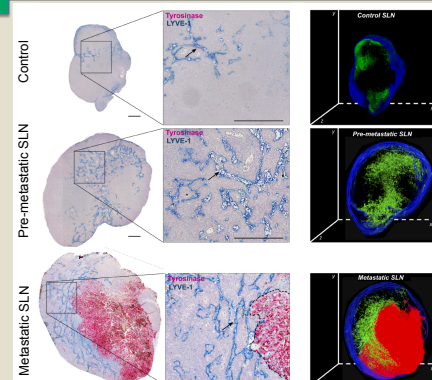 Control
Tyrosinase
LYVE-1
y
Control SLN
z
Pre-metastatic SLN
Tyrosinase
LYVE-1
y
Pre-metastatic SLN
x
z
Metastatic SLN
Tyrosinase
LYVE-1
y
Metastatic SLN